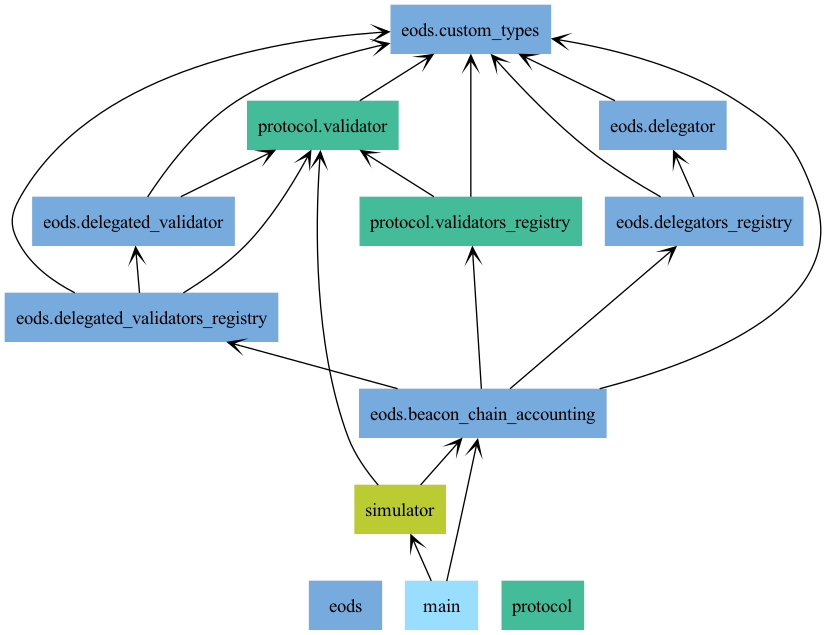 eods.custom_types
protocol.validator
eods.delegator
eods.delegated_validator
protocol.validators_registry
eods.delegators_registry
eods.delegated_validators_registry
eods.beacon_chain_accounting
simulator
eods
main
protocol